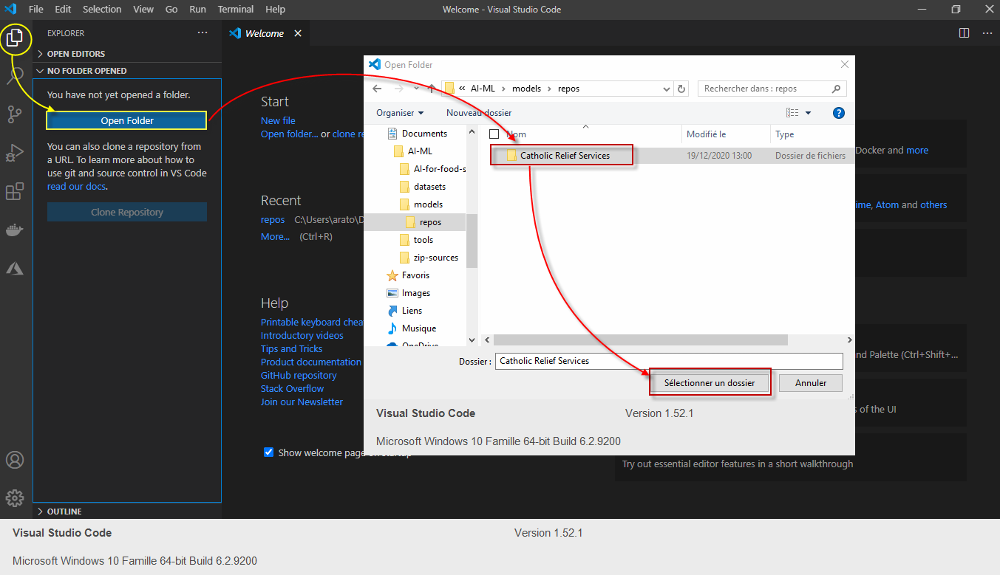 File Edit Selection View Go Run Terminal Help
Welcome - Visual Studio Code
EXPLORER
OPEN EDITORS
NO FOLDER OPENED
You have not yet opened a folder.
Open Folder
You can also clone a repository from
a URL. To learn more about how to
use git and source control in VS Code
read our docs.
Clone Repository
OUTLINE
Welcome
Start
New file
Open folder... or clone re
Recent
repos C:\Users\arato\D
More... (Ctrl+R)
Help
Printable keyboard chea
Introductory videos
Tips and Tricks
Product documentation
GitHub repository
Stack Overflow
Join our Newsletter
Show welcome page on startup
Docker and more
ime, Atom and others
nd Palette (Ctrl+Shift+...
s of the UI
Try out essential editor features in a short walkthrough
Open Folder
« AI-ML > models > repos
Rechercher dans : repos
Organiser
Nouveau dossier
Documents
AI-ML
AI-for-food-s
datasets
models
repos
tools
zip-sources
Favoris
Images
Liens
Musique
OneDrive
Nom Modifié le Type
Catholic Relief Services 19/12/2020 13:00 Dossier de fichiers
Dossier : Catholic Relief Services
Sélectionner un dossier Annuler
Visual Studio Code Version 1.52.1
Microsoft Windows 10 Famille 64-bit Build 6.2.9200
Visual Studio Code Version 1.52.1
Microsoft Windows 10 Famille 64-bit Build 6.2.9200